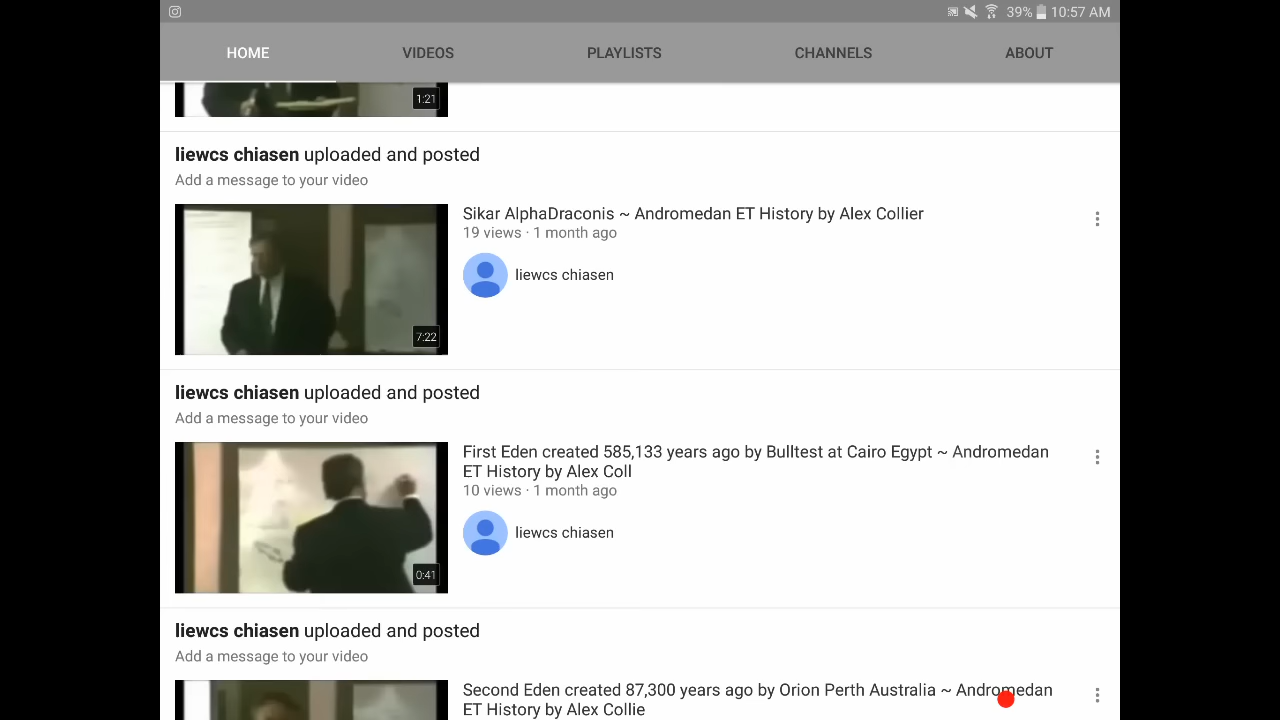 39% 10:57 AM
HOME VIDEOS PLAYLISTS CHANNELS ABOUT
1:21
liewcs chiasen uploaded and posted
Add a message to your video
Sikar AlphaDraconis ~ Andromedan ET History by Alex Collier
19 views · 1 month ago
liewcs chiasen
7:22
liewcs chiasen uploaded and posted
Add a message to your video
First Eden created 585,133 years ago by Bulltest at Cairo Egypt ~ Andromedan
ET History by Alex Coll
10 views · 1 month ago
liewcs chiasen
0:41
liewcs chiasen uploaded and posted
Add a message to your video
Second Eden created 87,300 years ago by Orion Perth Australia ~ Andromedan
ET History by Alex Collie